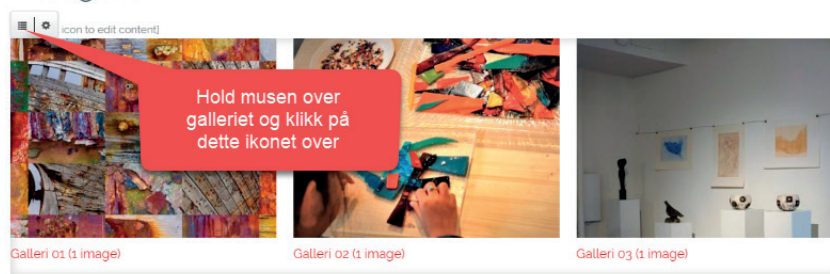 icon to edit content]
Hold musen over
galleriet og klikk på
dette ikonet over
Galleri 01 (1 image)
Galleri 02 (1 image)
Galleri 03 (1 image)